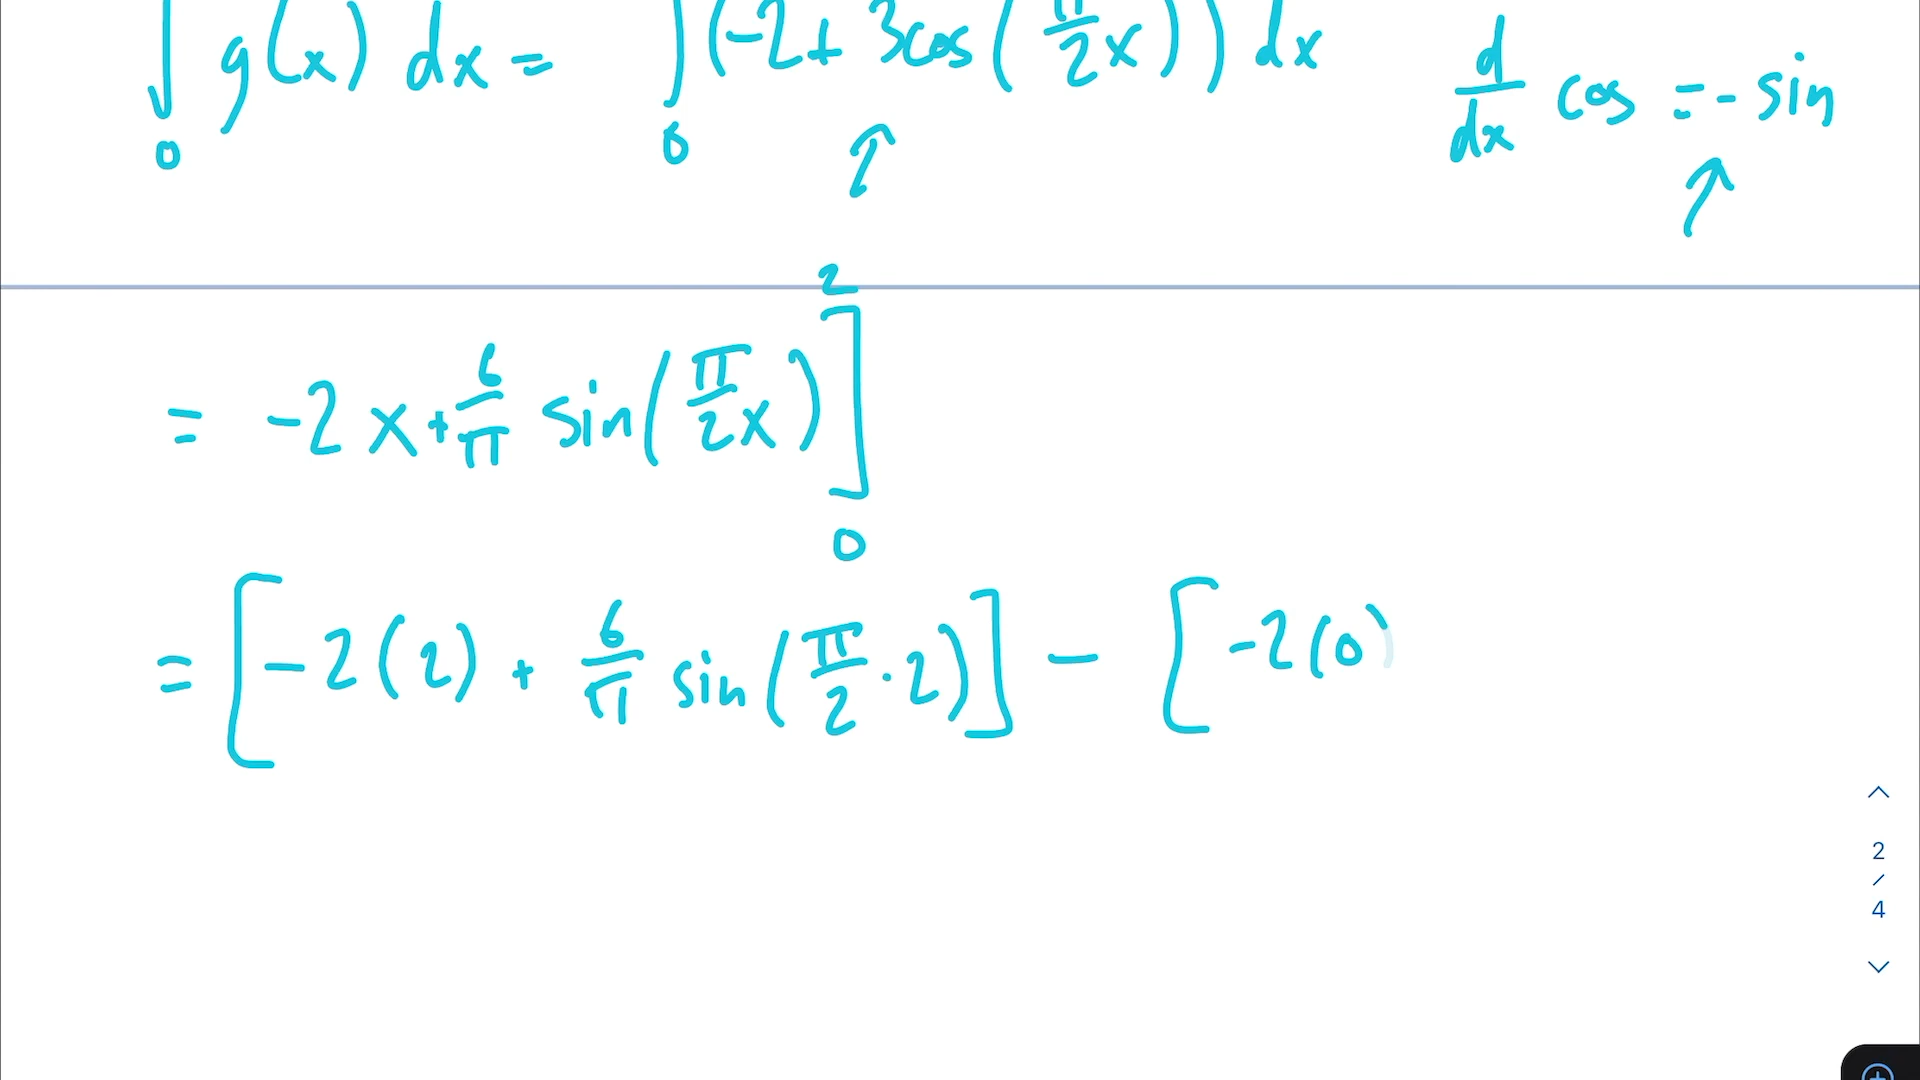 ∫ g(x) dx = ∫ (-2 + 3cos(π/2 x)) dx
0 0
d/dx cos = - sin
= -2x + 6/π sin(π/2 x) ]
2
0
= [-2(2) + 6/π sin(π/2 · 2)] - [-2(0)
2
/
4